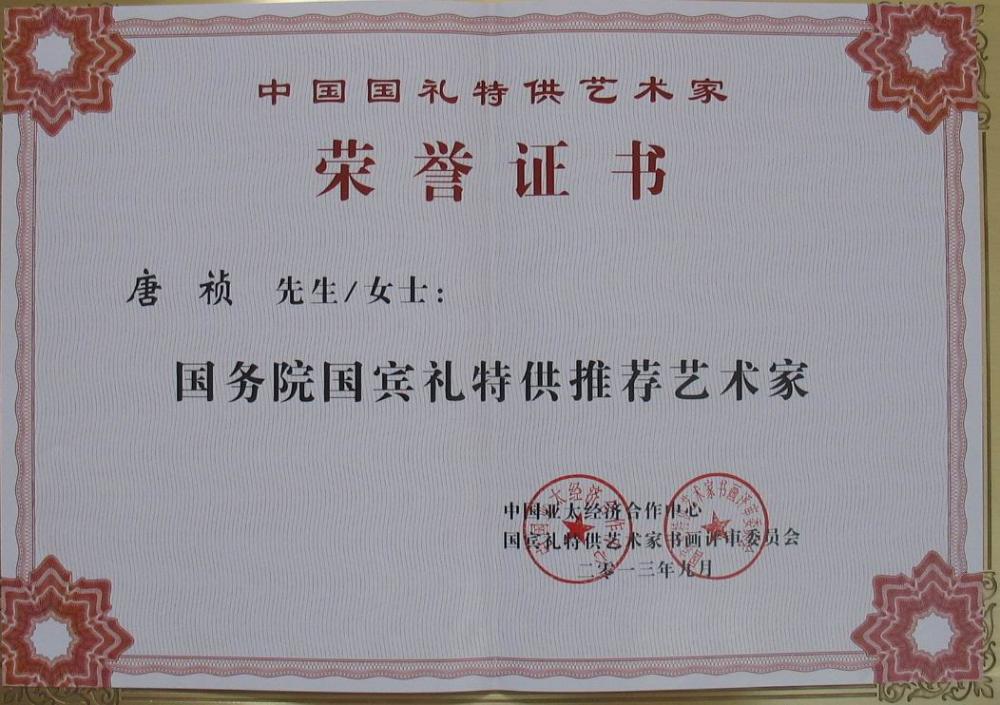 中国国礼特供艺术家
荣誉证书
唐祯 先生/女士:
国务院国宾礼特供推荐艺术家
中国亚太经济合作中心
国宾礼特供艺术家书画评审委员会
二零一三年九月